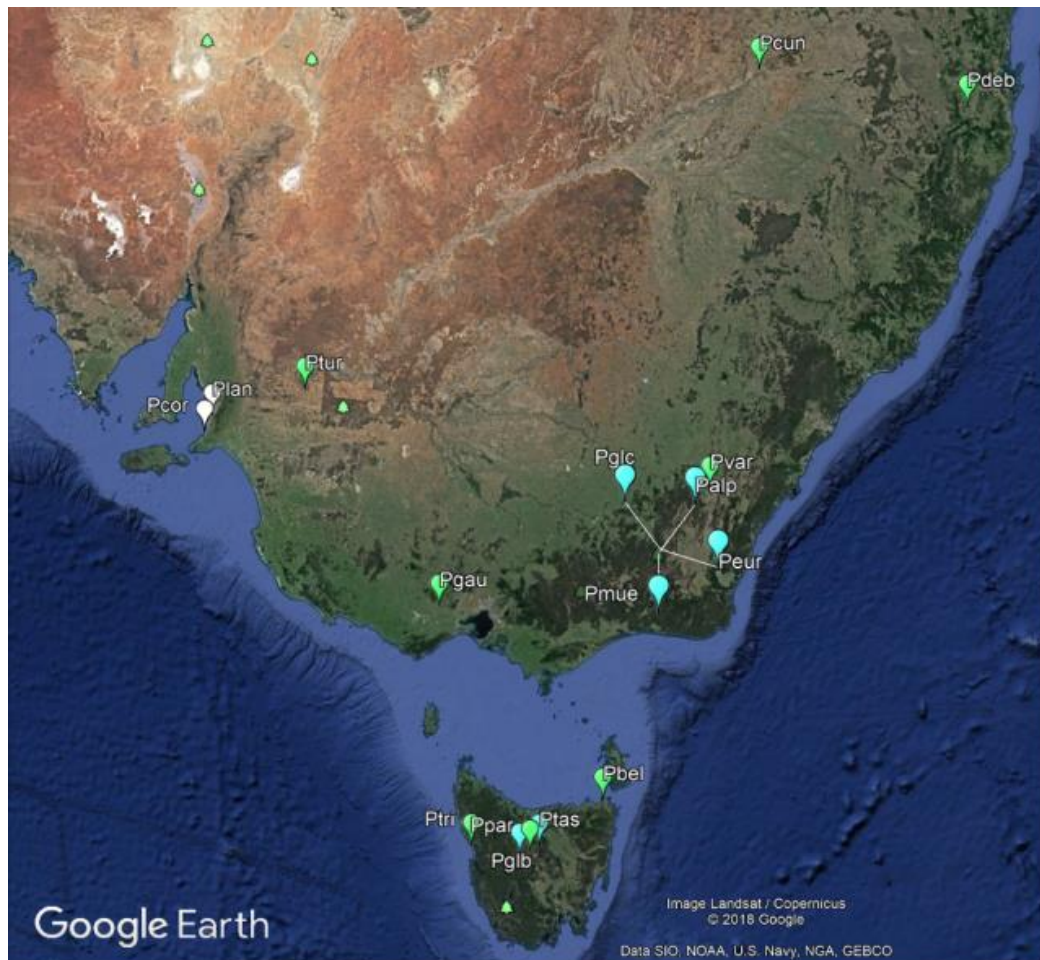 Pcun
Pdeb
Ptur
Plan
Pcor
Pglc
Pvar
Palp
Peur
Pgau
Pmue
Pbel
Ptri
Ppar
Ptas
Pglb
Google Earth
Image Landsat / Copernicus
© 2018 Google
Data SIO, NOAA, U.S. Navy, NGA, GEBCO